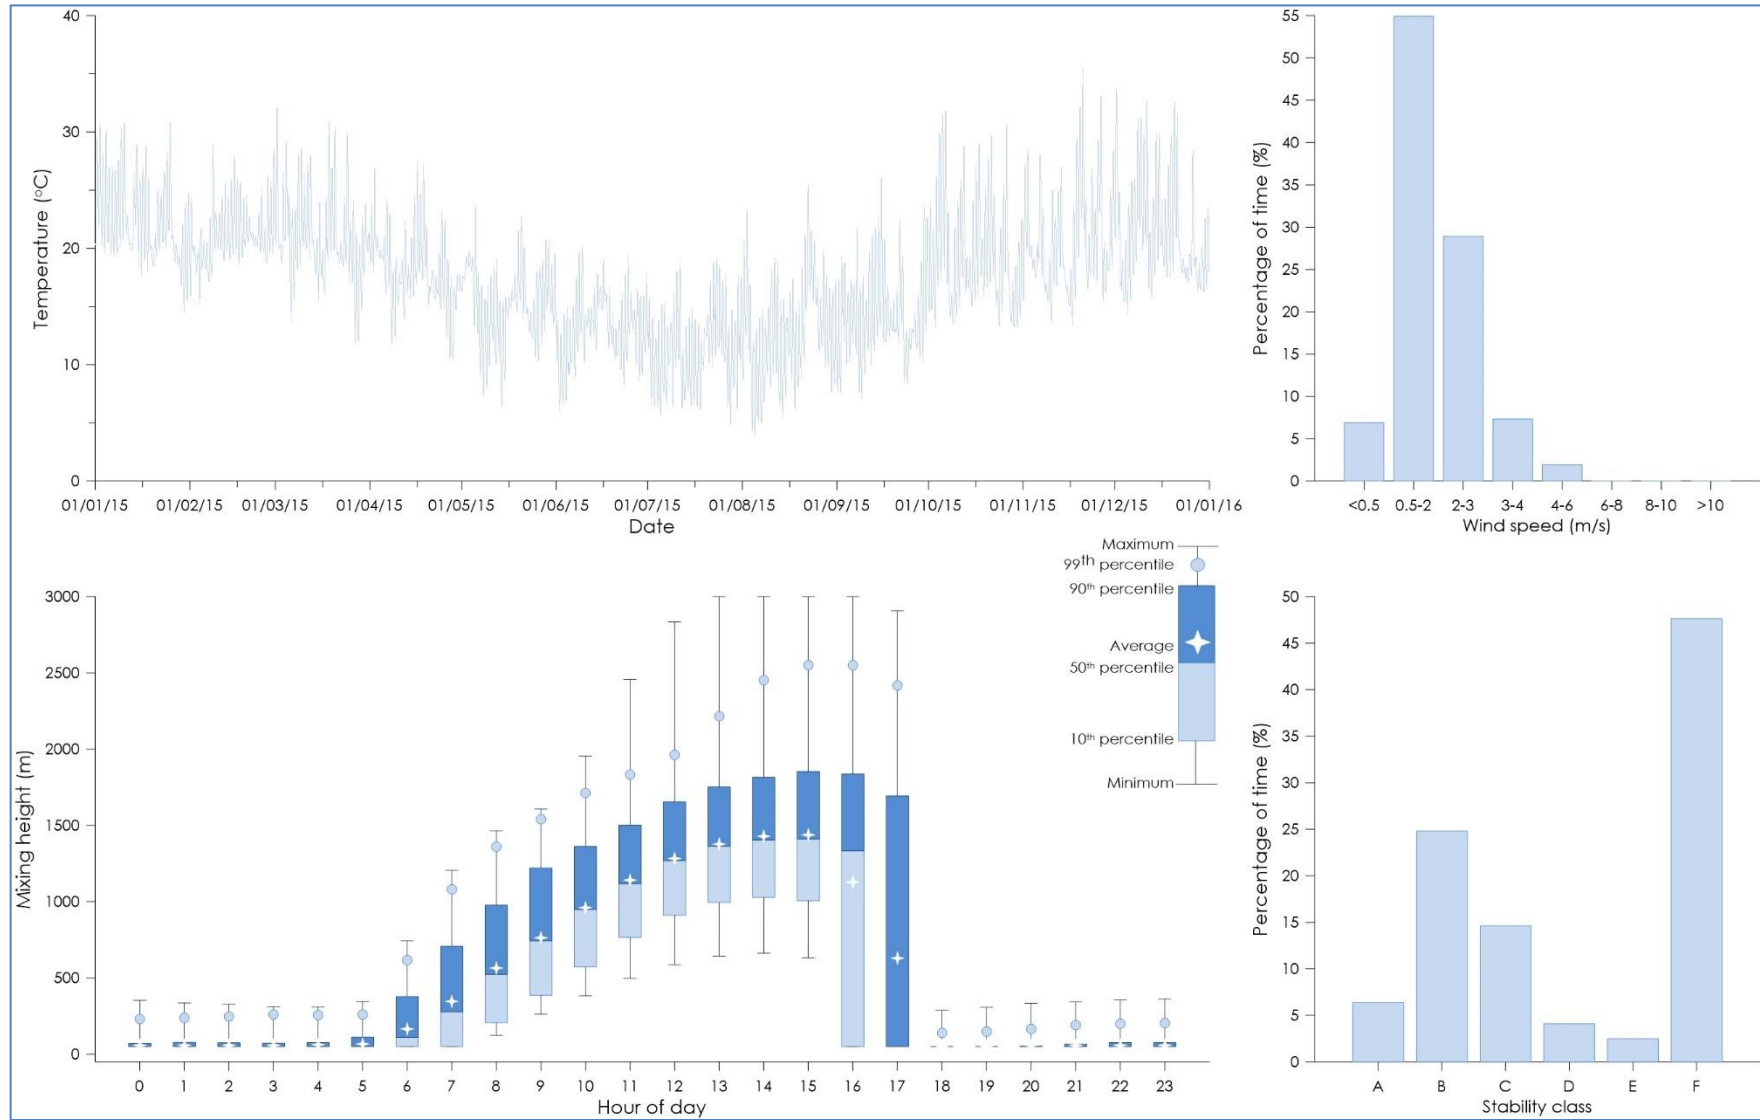 40
30
20
10
0
Temperature (°C)
01/01/15 01/02/15 01/03/15 01/04/15 01/05/15 01/06/15 01/07/15 01/08/15 01/09/15 01/10/15 01/11/15 01/12/15 01/01/16
Date
55
50
45
40
35
30
25
20
15
10
5
0
Percentage of time (%)
<0.5 0.5-2 2-3 3-4 4-6 6-8 8-10 >10
Wind speed (m/s)
3000
2500
2000
1500
1000
500
0
Mixing height (m)
0 1 2 3 4 5 6 7 8 9 10 11 12 13 14 15 16 17 18 19 20 21 22 23
Hour of day
Maximum
99th percentile
90th percentile
Average
50th percentile
10th percentile
Minimum
50
45
40
35
30
25
20
15
10
5
0
Percentage of time (%)
A B C D E F
Stability class